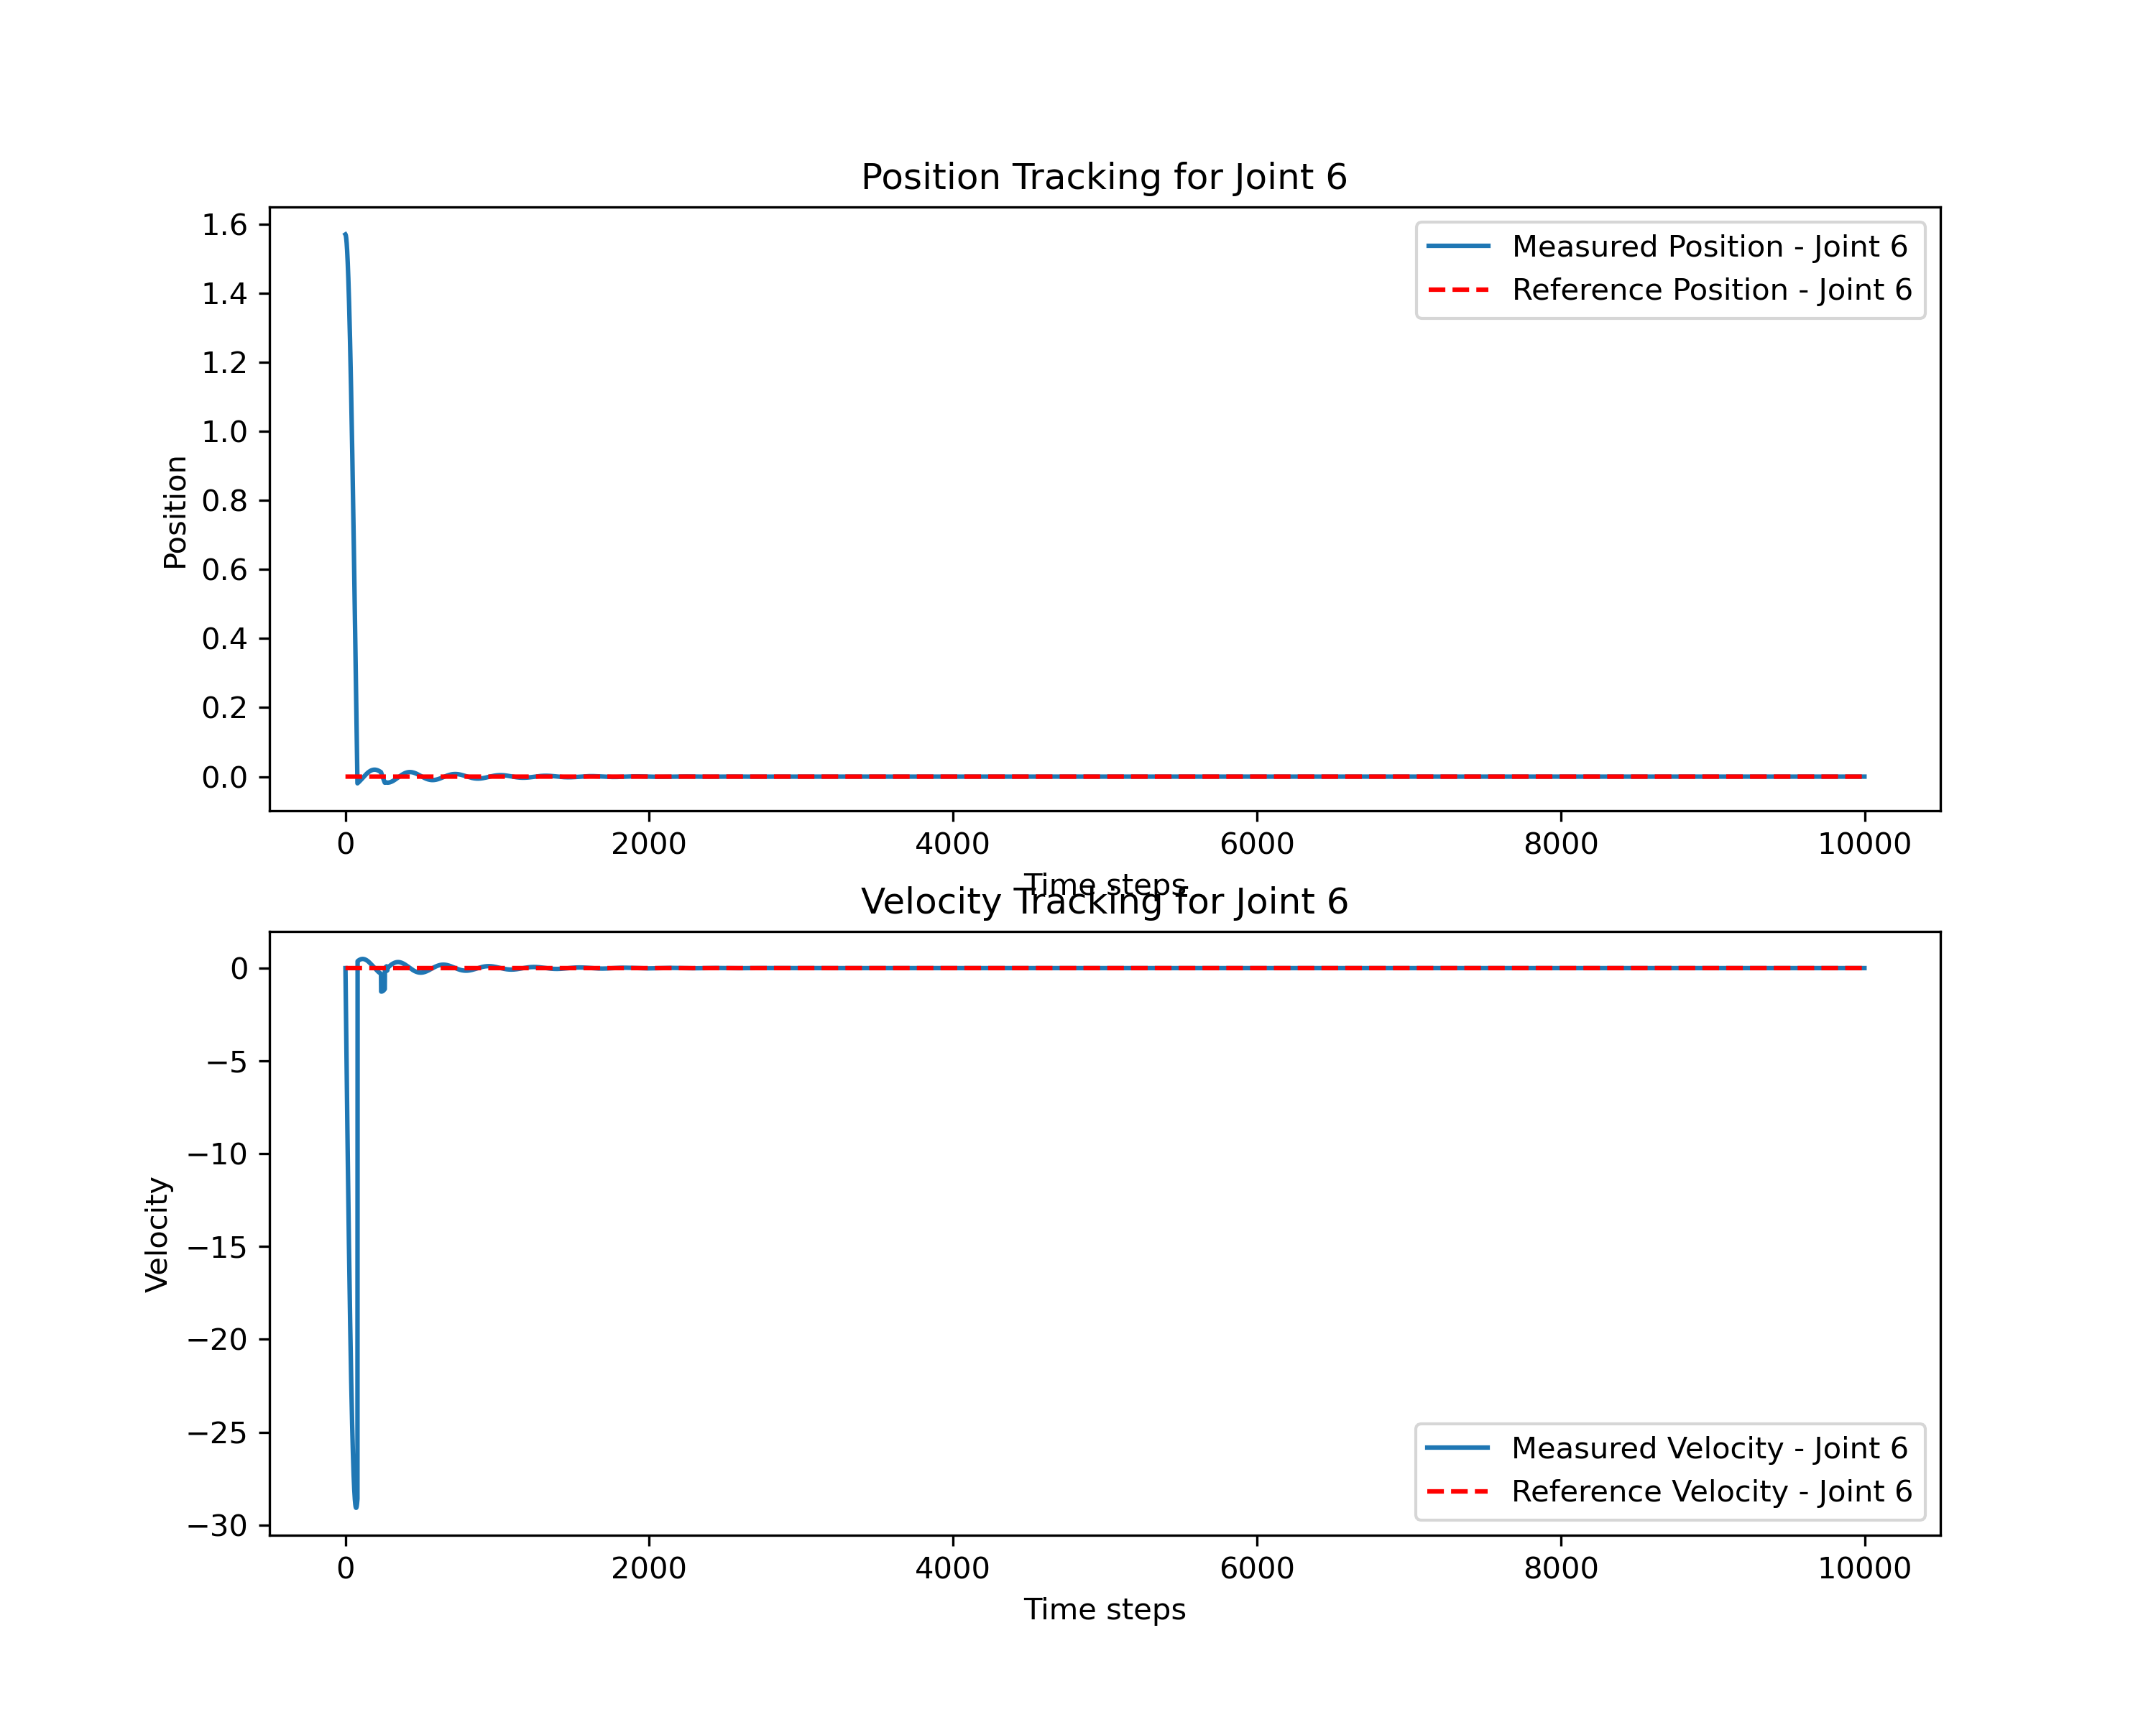 Position Tracking for Joint 6
1.6
1.4
1.2
1.0
0.8
0.6
0.4
0.2
0.0
Position
Measured Position - Joint 6
Reference Position - Joint 6
0 2000 4000 6000 8000 10000
Time steps
Velocity Tracking for Joint 6
0
−5
−10
−15
−20
−25
−30
Velocity
Measured Velocity - Joint 6
Reference Velocity - Joint 6
0 2000 4000 6000 8000 10000
Time steps